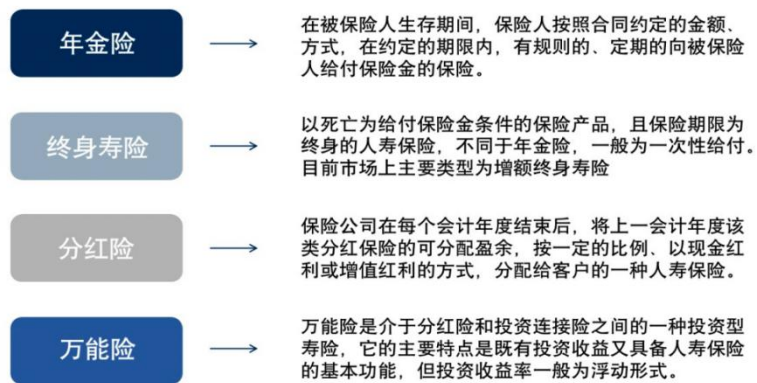 年金险
在被保险人生存期间，保险人按照合同约定的金额、
方式，在约定的期限内，有规则的、定期的向被保险
人给付保险金的保险。
终身寿险
以死亡为给付保险金条件的保险产品，且保险期限为
终身的人寿保险，不同于年金险，一般为一次性给付。
目前市场上主要类型为增额终身寿险
分红险
保险公司在每个会计年度结束后，将上一会计年度该
类分红保险的可分配盈余，按一定的比例、以现金红
利或增值红利的方式，分配给客户的一种人寿保险。
万能险
万能险是介于分红险和投资连接险之间的一种投资型
寿险，它的主要特点是既有投资收益又具备人寿保险
的基本功能，但投资收益率一般为浮动形式。